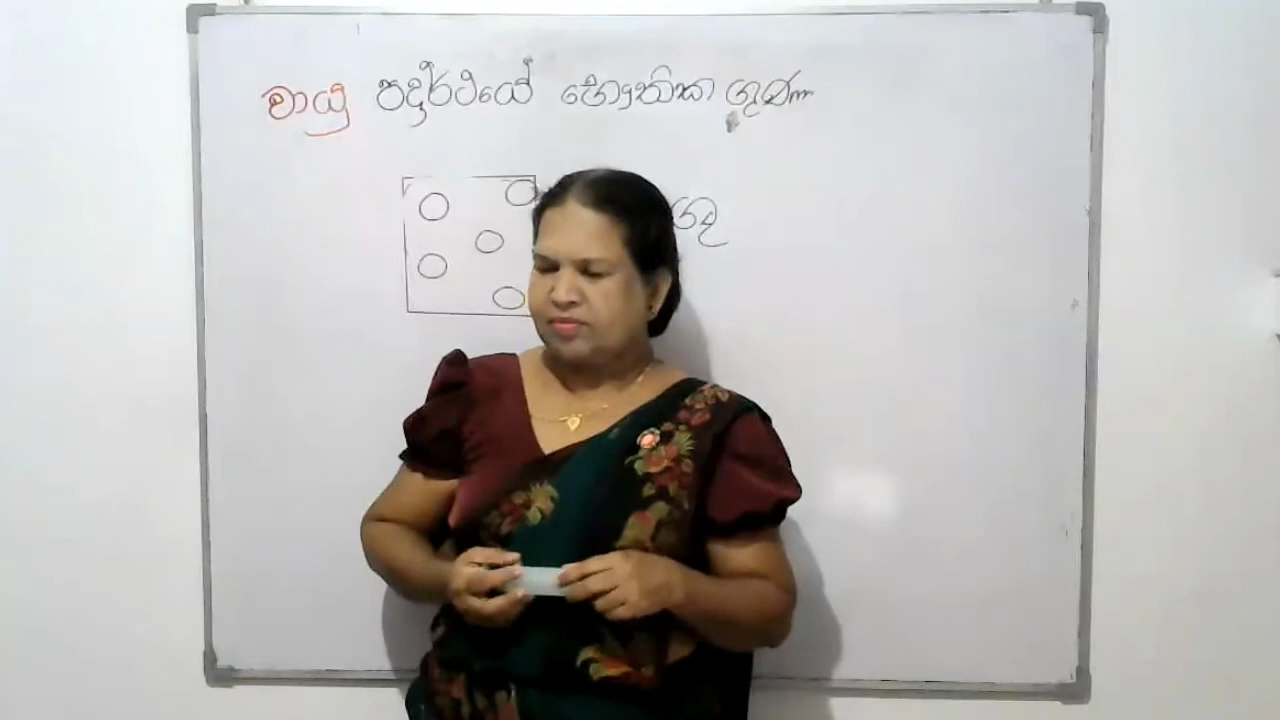 වායු පදාර්ථයේ භෞතික ගුණ